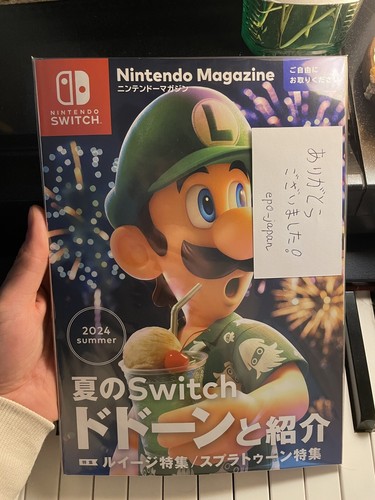 NINTENDO
SWITCH
Nintendo Magazine
ニンテンドーマガジン
ご自由に
お取りください
L
ありがとう
ございました。
epo-japan
2024
summer
夏のSwitch
ドドーンと紹介
特集 ルイージ特集/スプラトゥーン特集